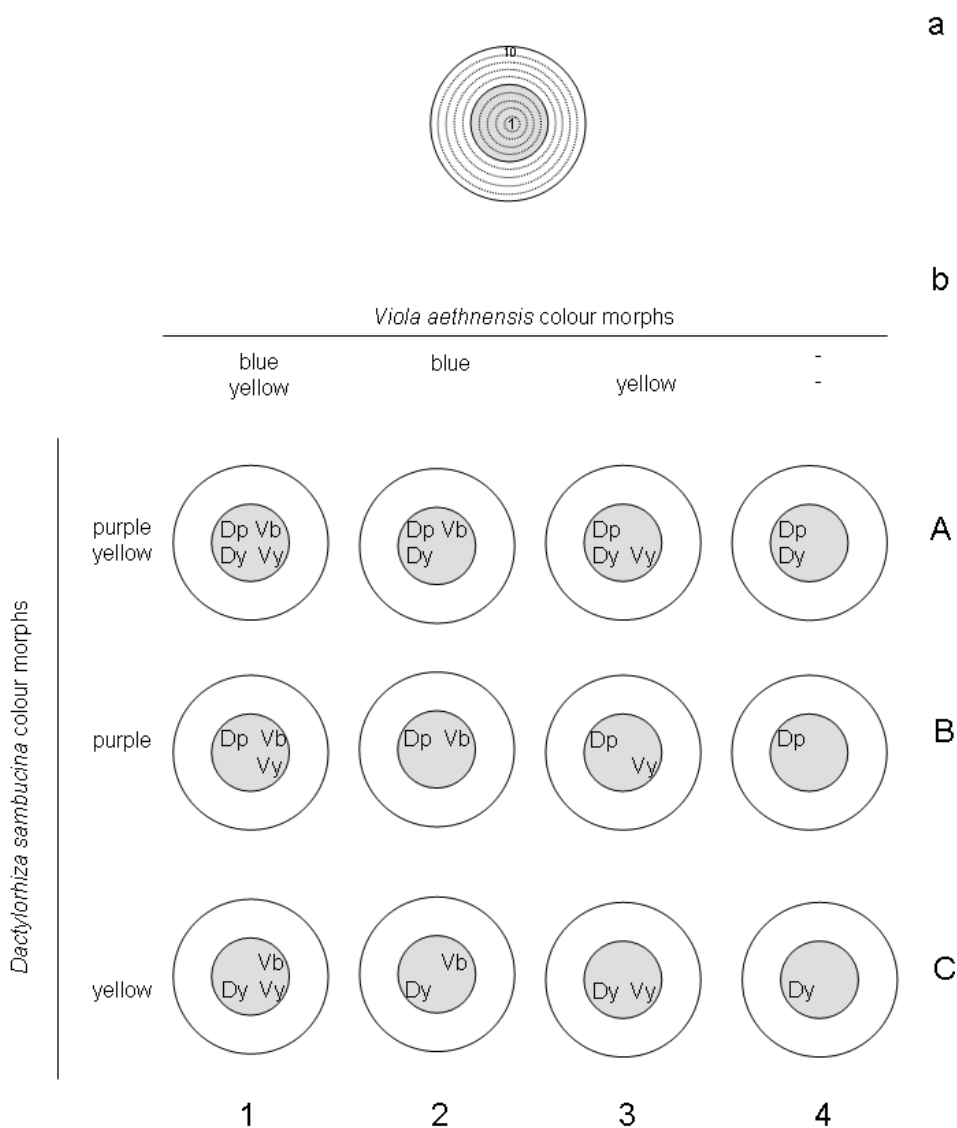 a
10
1
b
Viola aethnensis colour morphs
blue
yellow
blue
yellow
-
-
Dactylorhiza sambucina colour morphs
purple
yellow
Dp Vb
Dy Vy
Dp Vb
Dy
Dp
Dy Vy
Dp
Dy
A
purple
Dp Vb
Vy
Dp Vb
Dp
Vy
Dp
B
yellow
Vb
Dy Vy
Vb
Dy
Dy Vy
Dy
C
1 2 3 4